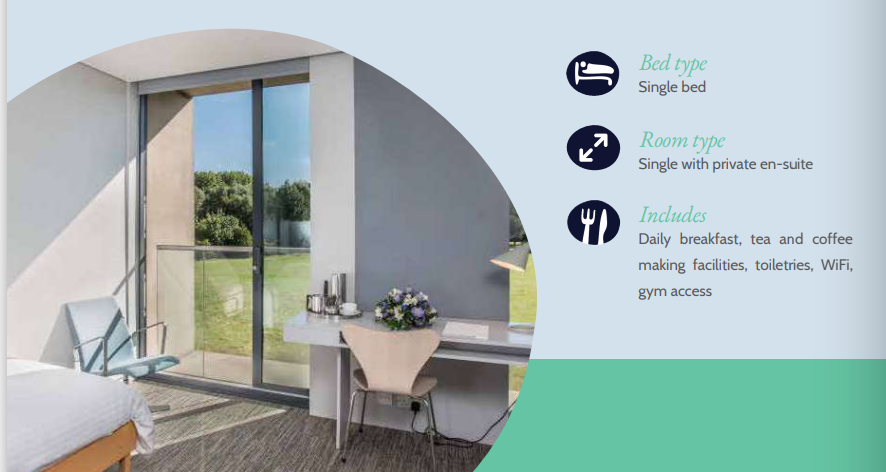 Bed type
Single bed
Room type
Single with private en-suite
Includes
Daily breakfast, tea and coffee
making facilities, toiletries, WiFi,
gym access